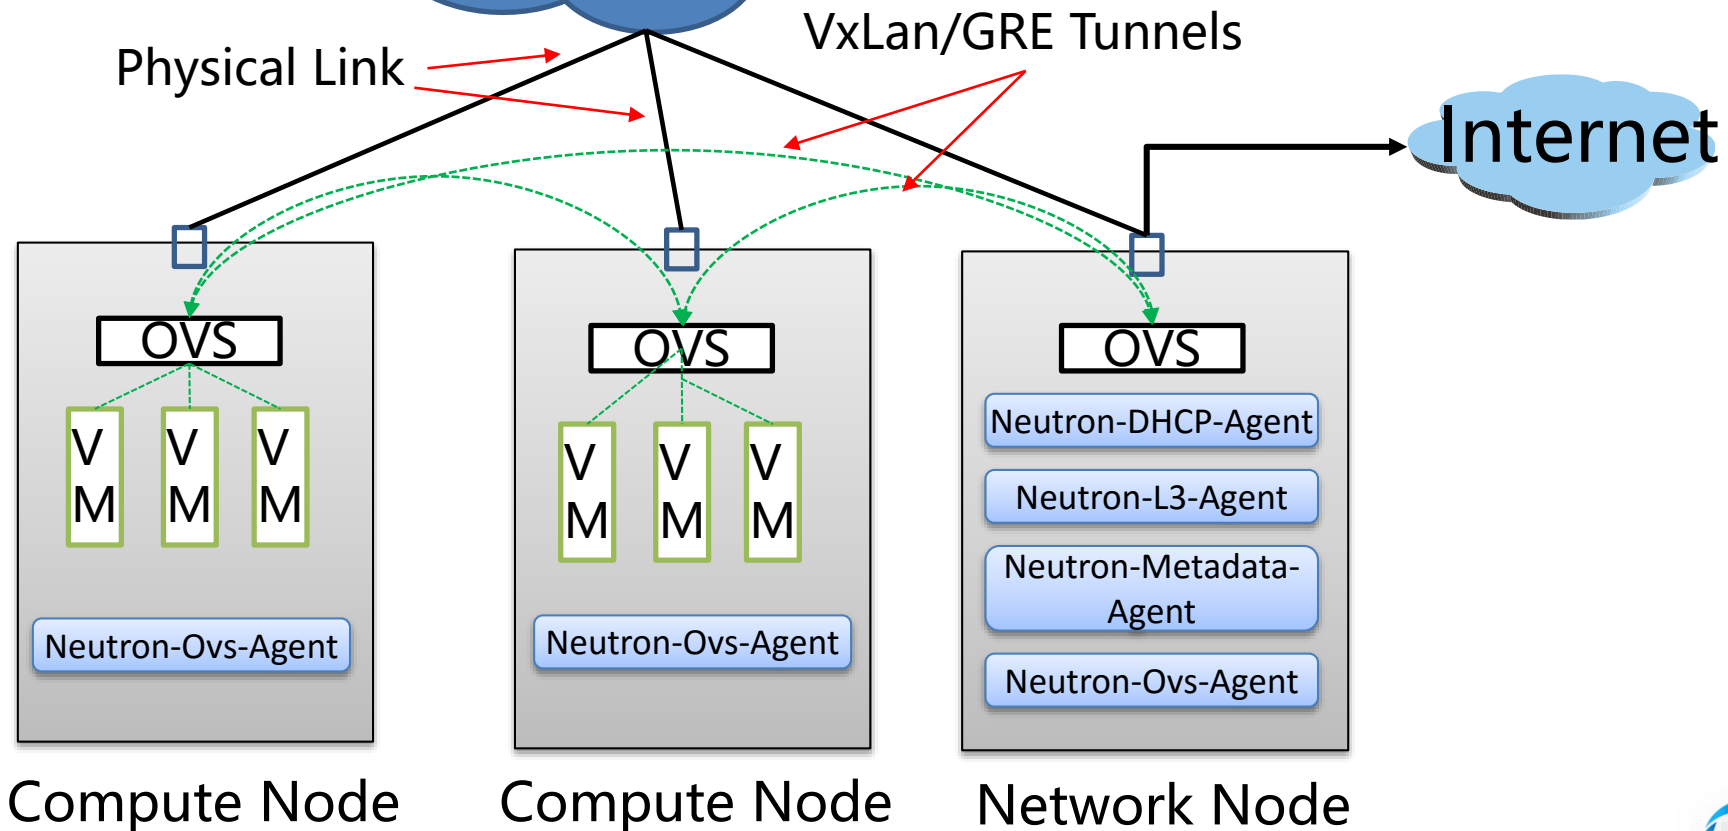 VxLan/GRE Tunnels
Physical Link
Internet
OVS
OVS
OVS
V
M
V
M
V
M
V
M
V
M
V
M
Neutron-DHCP-Agent
Neutron-L3-Agent
Neutron-Metadata-
Agent
Neutron-Ovs-Agent
Neutron-Ovs-Agent
Neutron-Ovs-Agent
Compute Node
Compute Node
Network Node